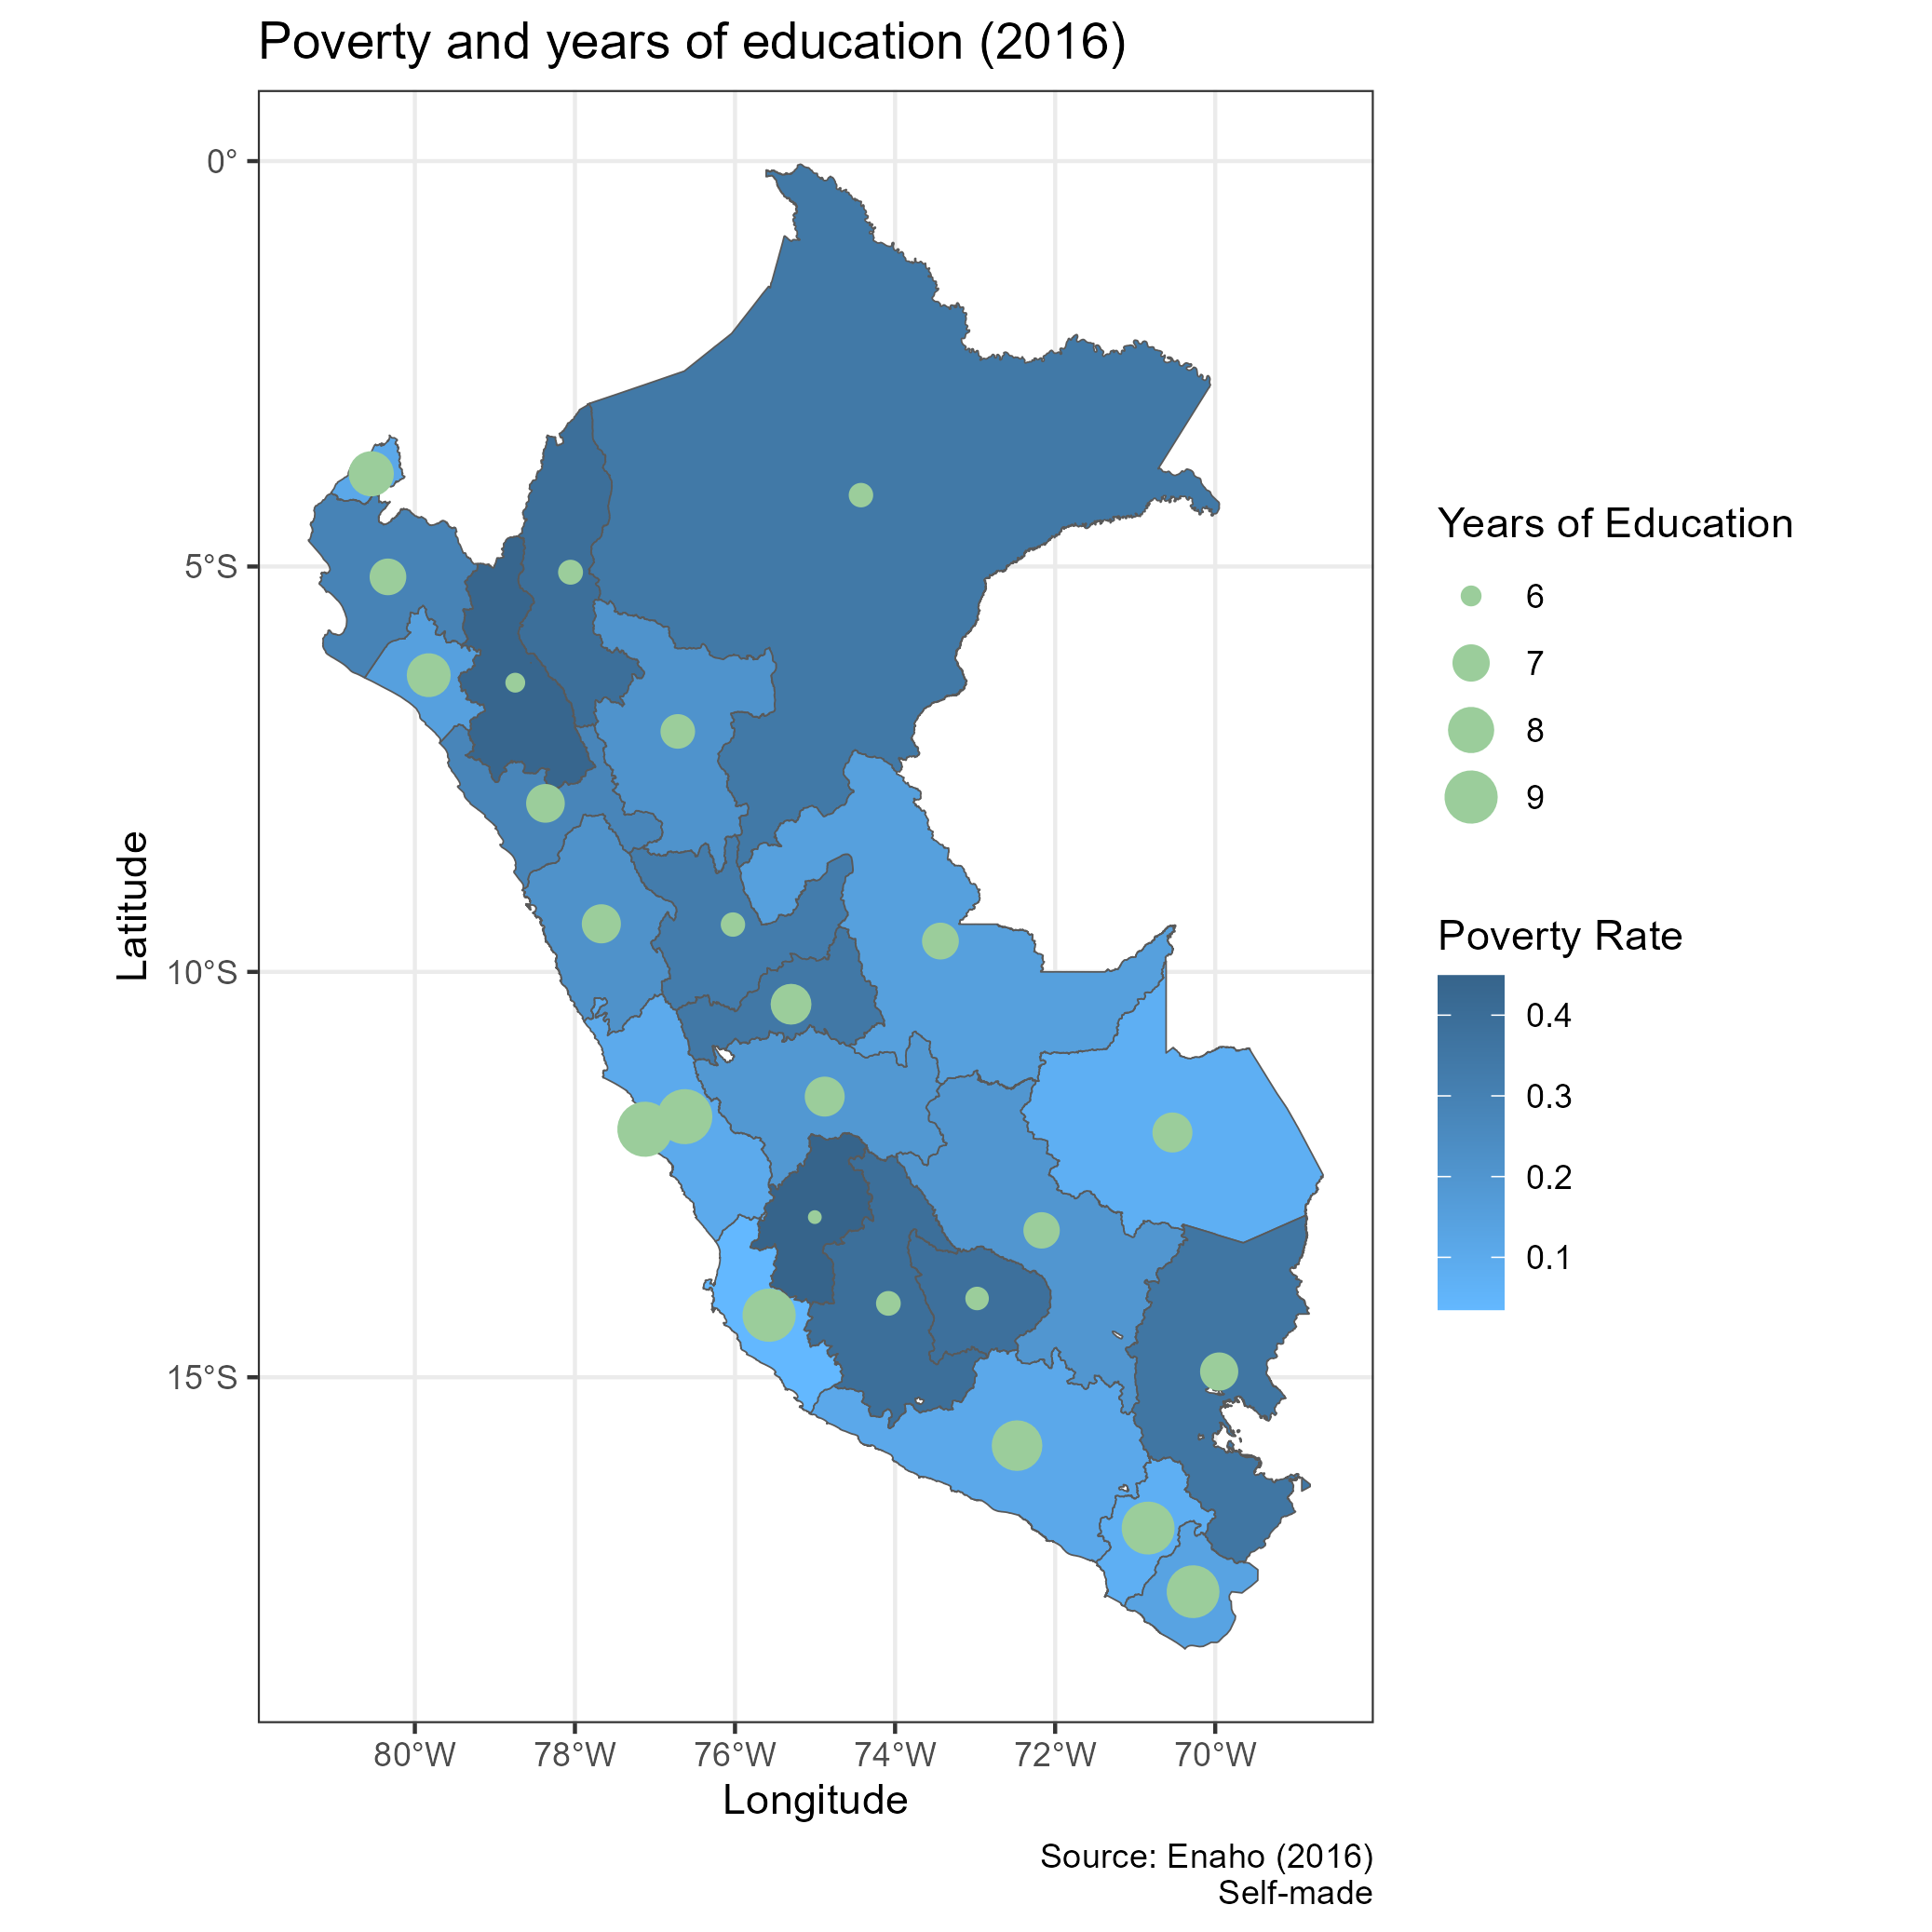 Poverty and years of education (2016)
0°
5°S
10°S
15°S
Latitude
80°W
78°W
76°W
74°W
72°W
70°W
Longitude
Years of Education
6
7
8
9
Poverty Rate
0.4
0.3
0.2
0.1
Source: Enaho (2016)
Self-made